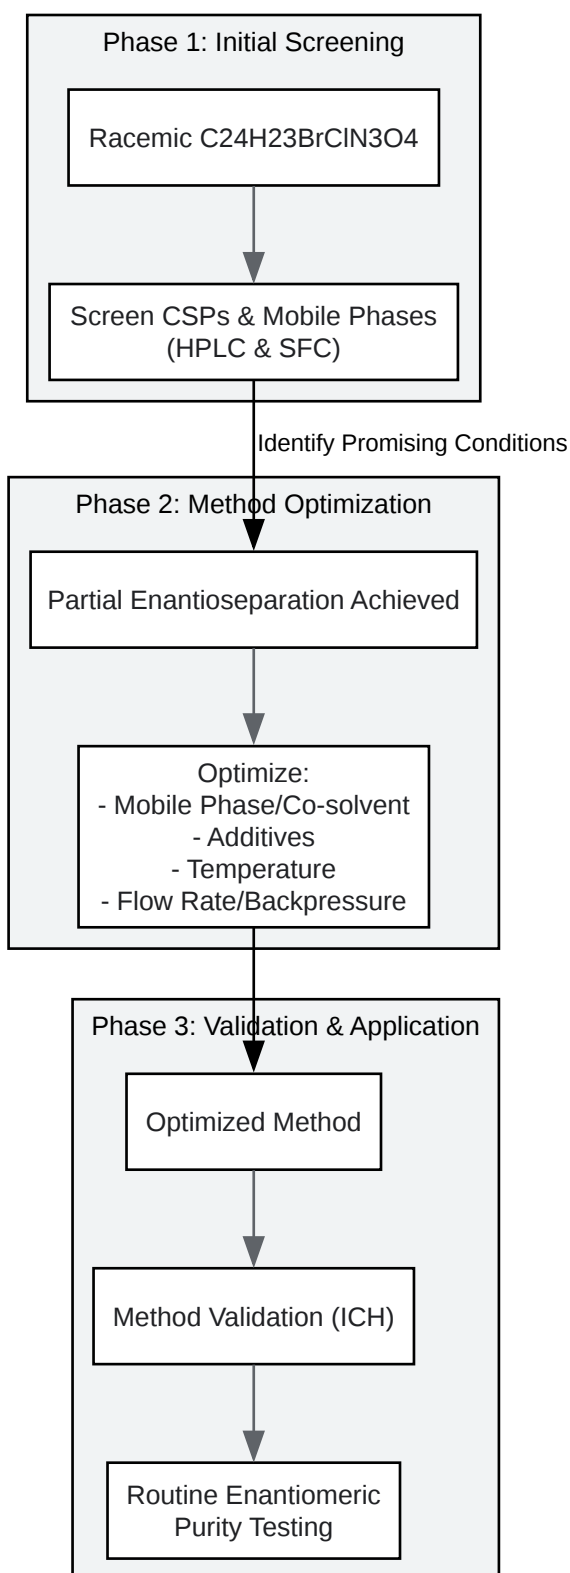 Phase 1: Initial Screening
Racemic C24H23BrClN3O4
Screen CSPs & Mobile Phases
(HPLC & SFC)
Identify Promising Conditions
Phase 2: Method Optimization
Partial Enantioseparation Achieved
Optimize:
- Mobile Phase/Co-solvent
- Additives
- Temperature
- Flow Rate/Backpressure
Phase 3: Validation & Application
Optimized Method
Method Validation (ICH)
Routine Enantiomeric
Purity Testing